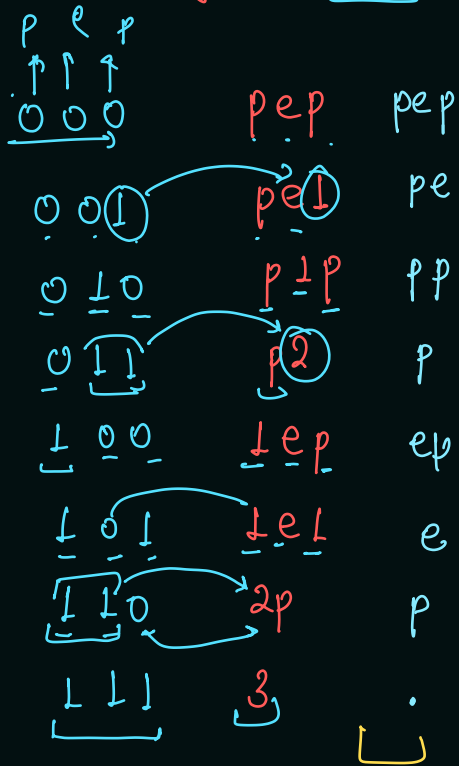 p e p
0 0 0 pep pep
0 0 1 pe1 pe
0 1 0 p1p pp
0 1 1 p2 p
1 0 0 1ep ep
1 0 1 1e1 e
1 1 0 2p p
1 1 1 3 .